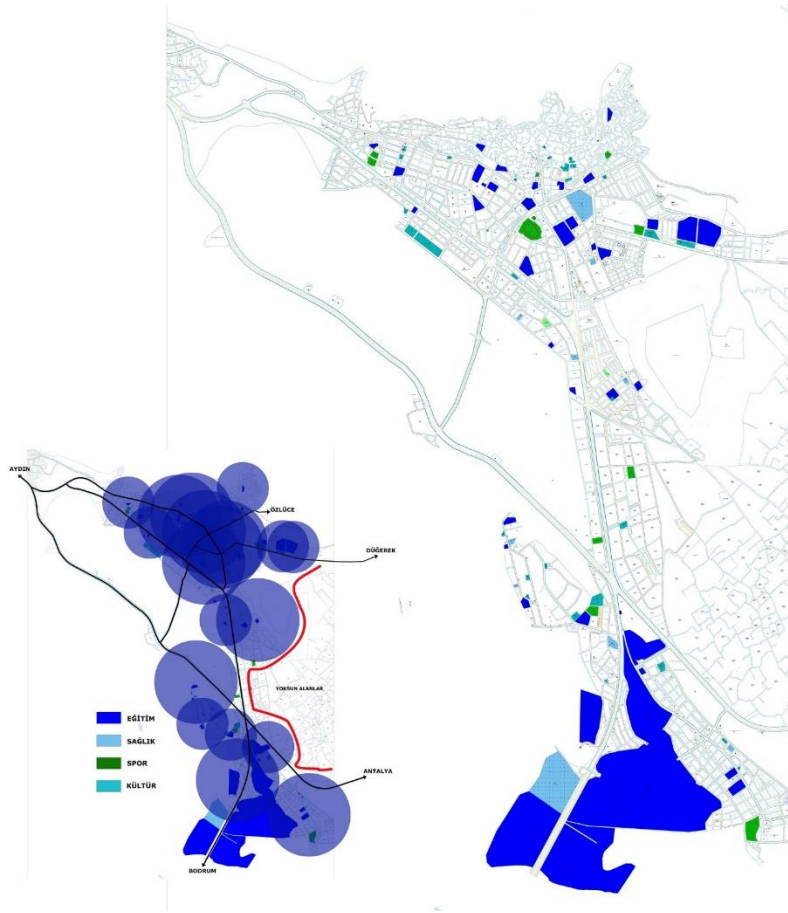 AYDIN
ÖZLÜCE
DÜĞEREK
YOKSUN ALANLAR
EĞİTİM
SAĞLIK
SPOR
KÜLTÜR
ANTALYA
BODRUM